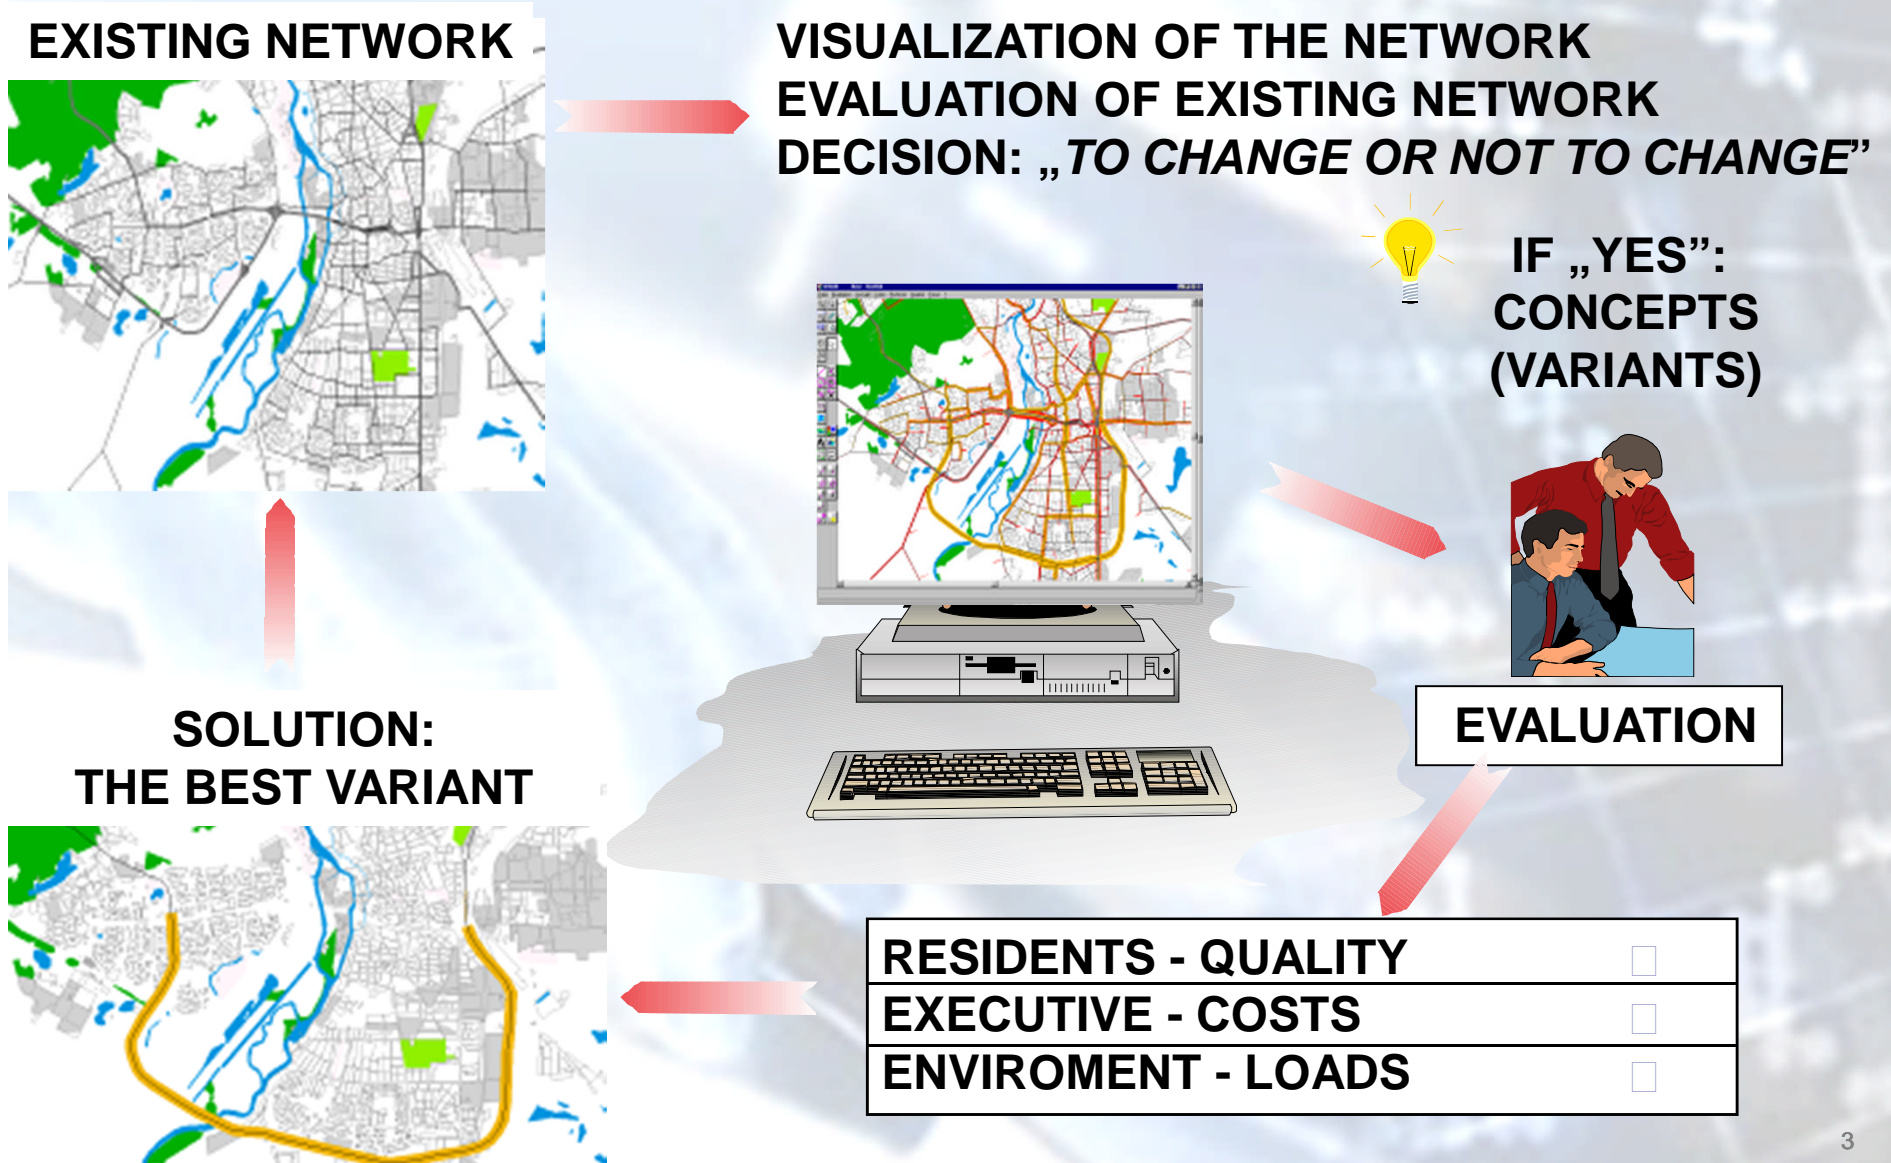 EXISTING NETWORK
VISUALIZATION OF THE NETWORK
EVALUATION OF EXISTING NETWORK
DECISION: „TO CHANGE OR NOT TO CHANGE”
IF „YES”:
CONCEPTS
(VARIANTS)
EVALUATION
SOLUTION:
THE BEST VARIANT
RESIDENTS - QUALITY
EXECUTIVE - COSTS
ENVIROMENT - LOADS
3